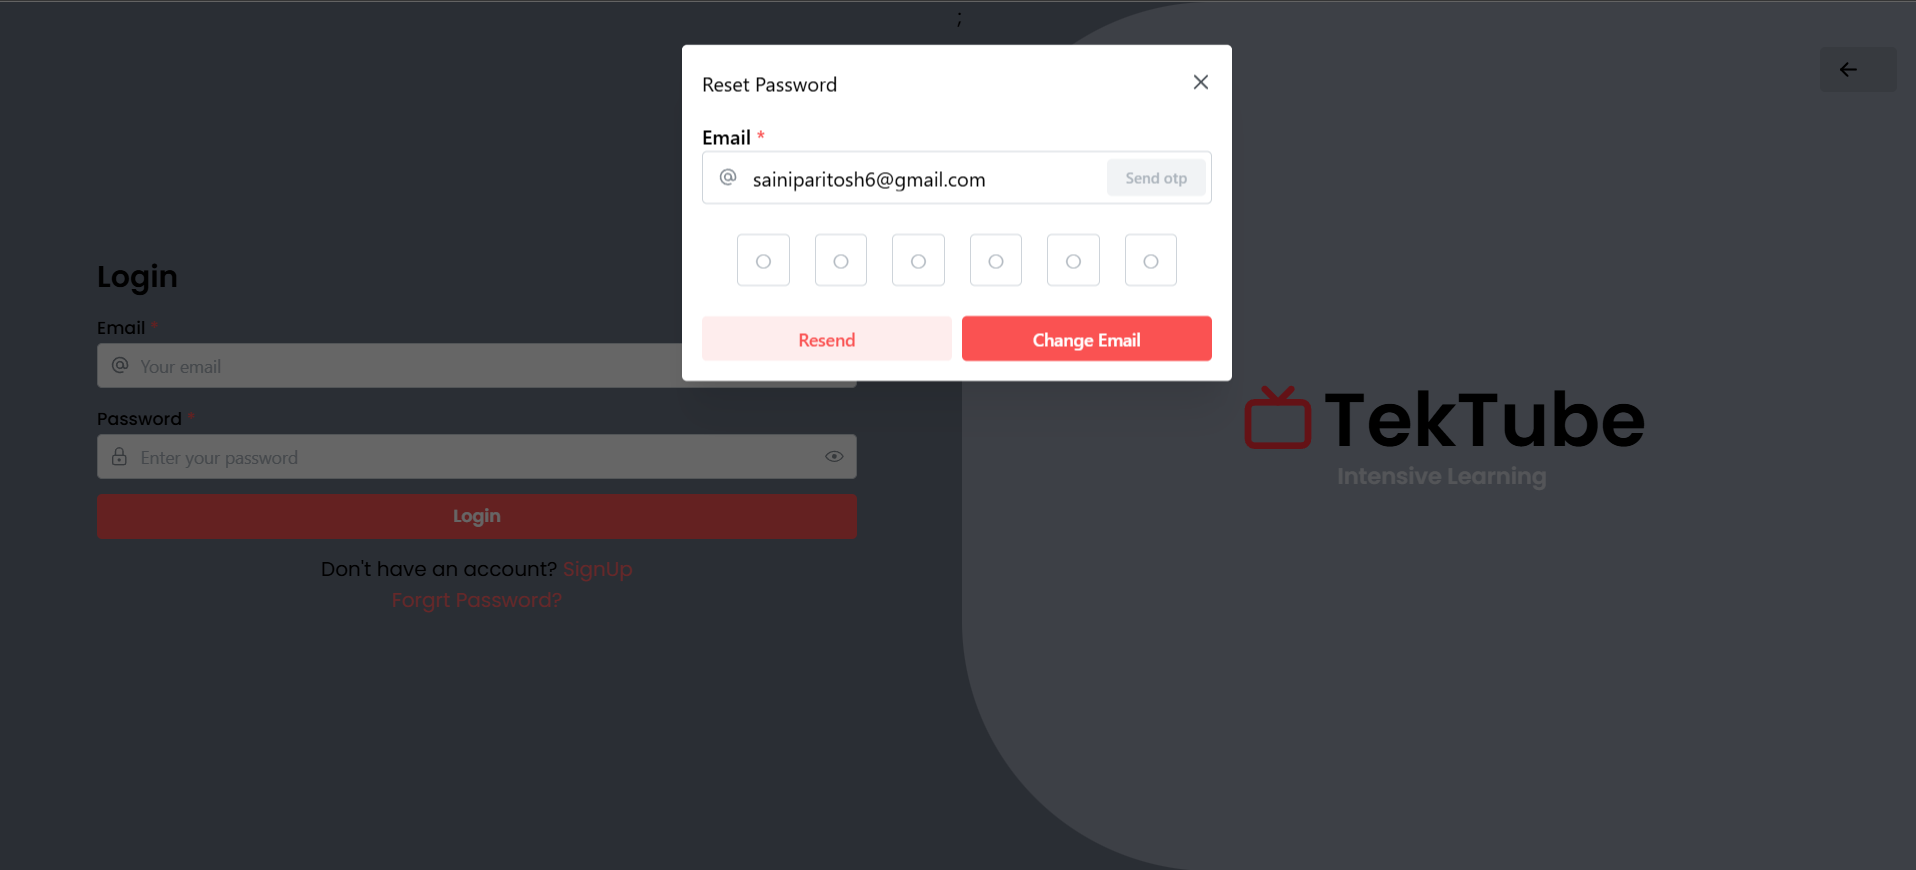 ;
Reset Password
Email *
sainiparitosh6@gmail.com
Send otp
Resend
Change Email
Login
Email *
Your email
Password *
Enter your password
Login
Don't have an account? SignUp
Forgrt Password?
TekTube
Intensive Learning